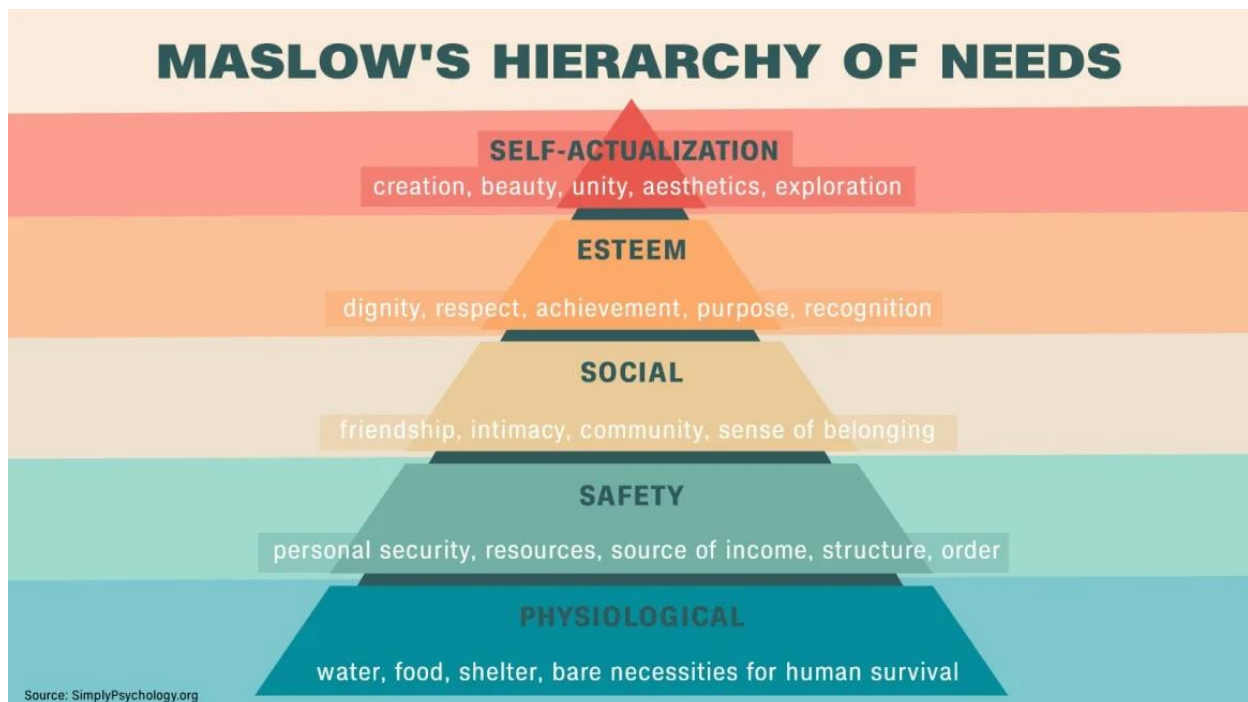 MASLOW'S HIERARCHY OF NEEDS
SELF-ACTUALIZATION
creation, beauty, unity, aesthetics, exploration
ESTEEM
dignity, respect, achievement, purpose, recognition
SOCIAL
friendship, intimacy, community, sense of belonging
SAFETY
personal security, resources, source of income, structure, order
PHYSIOLOGICAL
water, food, shelter, bare necessities for human survival
Source: SimplyPsychology.org